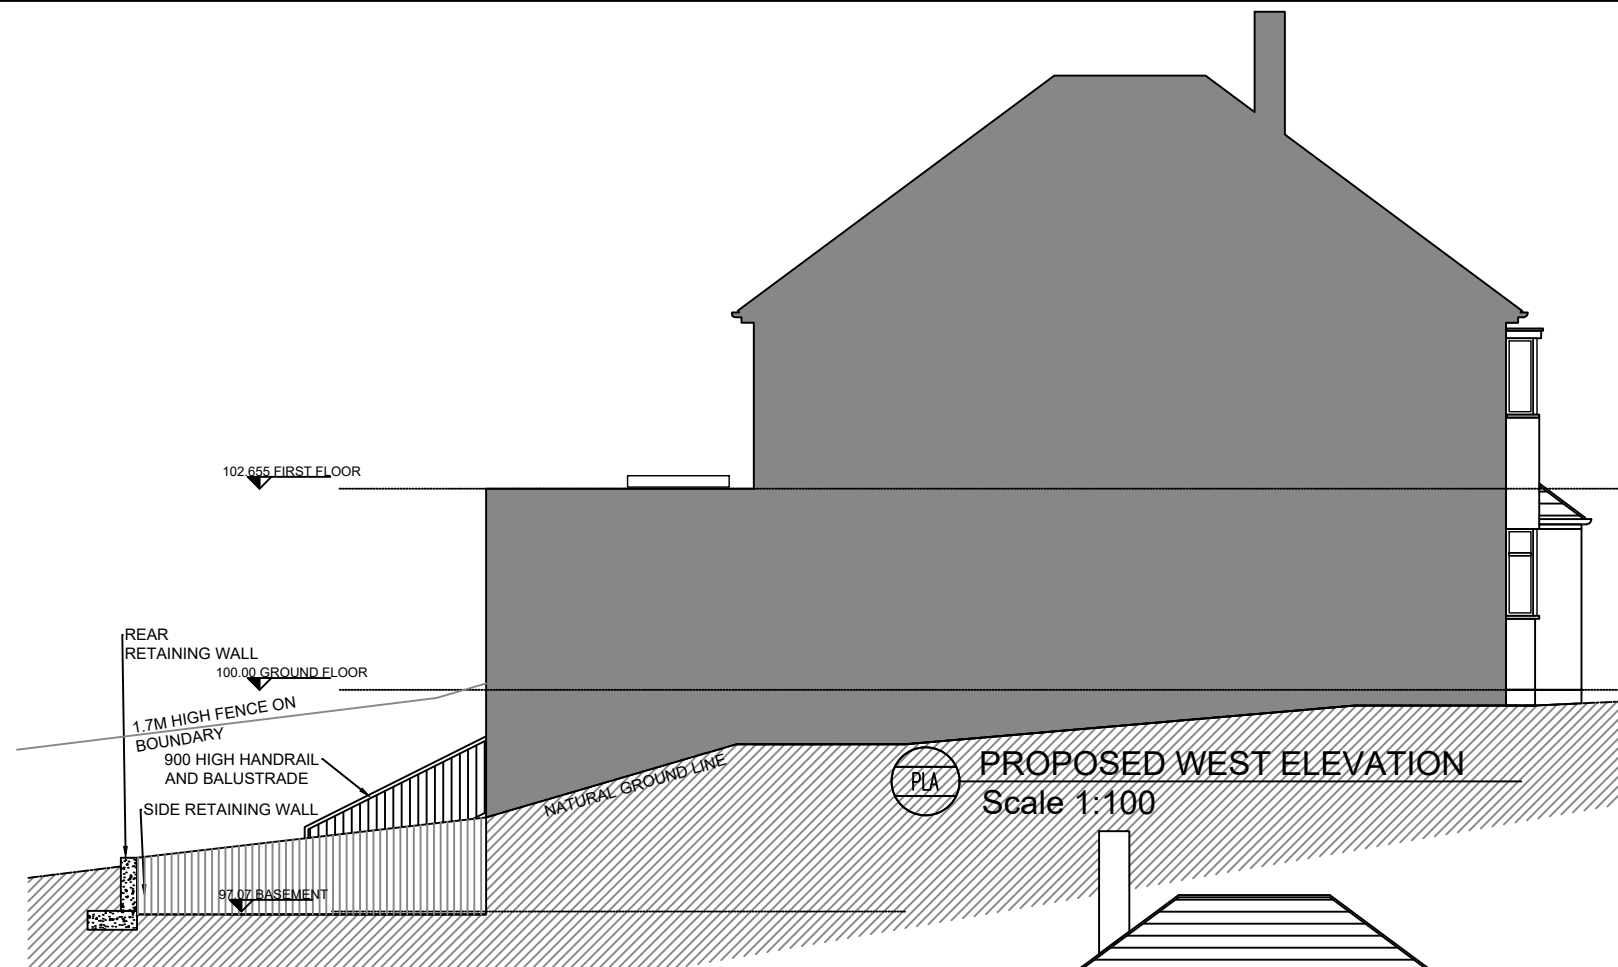 102.655 FIRST FLOOR
REAR
RETAINING WALL
100.00 GROUND FLOOR
1.7M HIGH FENCE ON
BOUNDARY
900 HIGH HANDRAIL
AND BALUSTRADE
SIDE RETAINING WALL
NATURAL GROUND LINE
97.07 BASEMENT
PLA
PROPOSED WEST ELEVATION
Scale 1:100